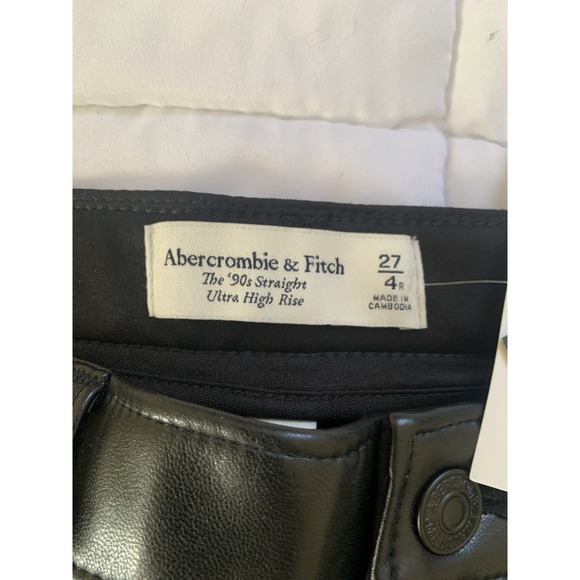 Abercrombie & Fitch
The '90s Straight
Ultra High Rise
27
4R
MADE IN
CAMBODIA